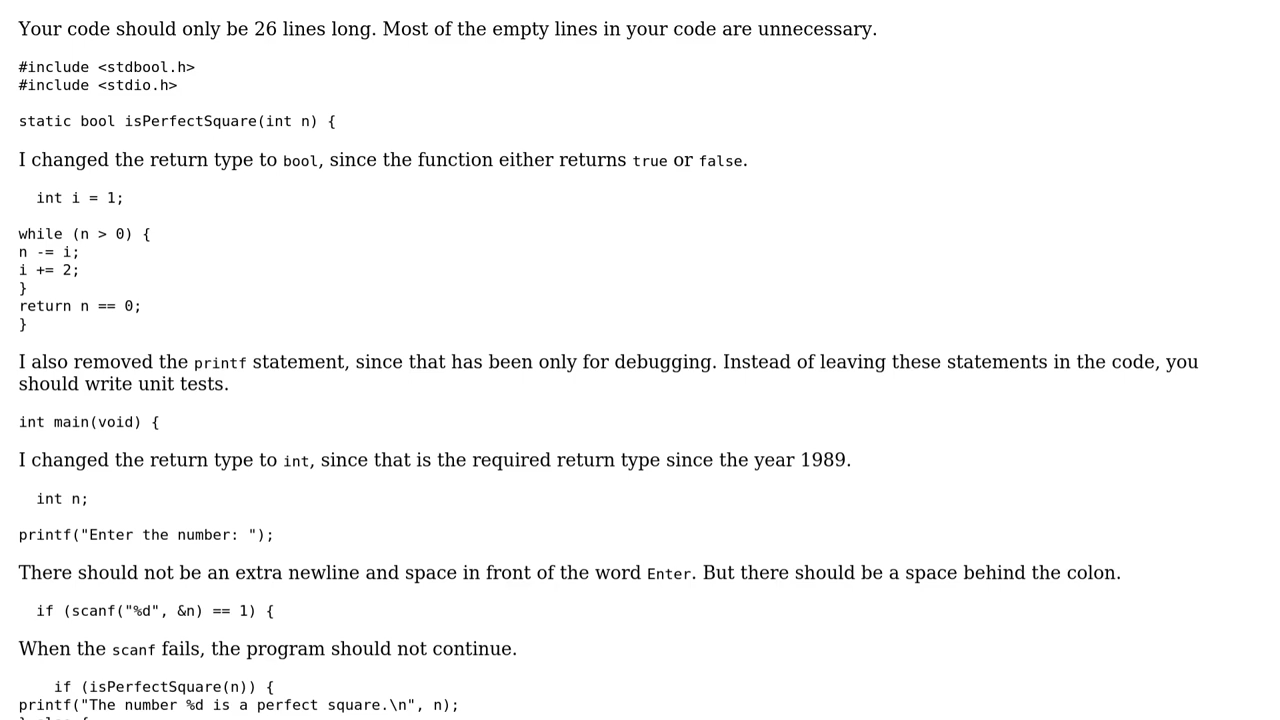 Your code should only be 26 lines long. Most of the empty lines in your code are unnecessary.
#include <stdbool.h>
#include <stdio.h>
static bool isPerfectSquare(int n) {
I changed the return type to bool, since the function either returns true or false.
int i = 1;
while (n > 0) {
n -= i;
i += 2;
}
return n == 0;
}
I also removed the printf statement, since that has been only for debugging. Instead of leaving these statements in the code, you
should write unit tests.
int main(void) {
I changed the return type to int, since that is the required return type since the year 1989.
int n;
printf("Enter the number: ");
There should not be an extra newline and space in front of the word Enter. But there should be a space behind the colon.
if (scanf("%d", &n) == 1) {
When the scanf fails, the program should not continue.
if (isPerfectSquare(n)) {
printf("The number %d is a perfect square.\n", n);